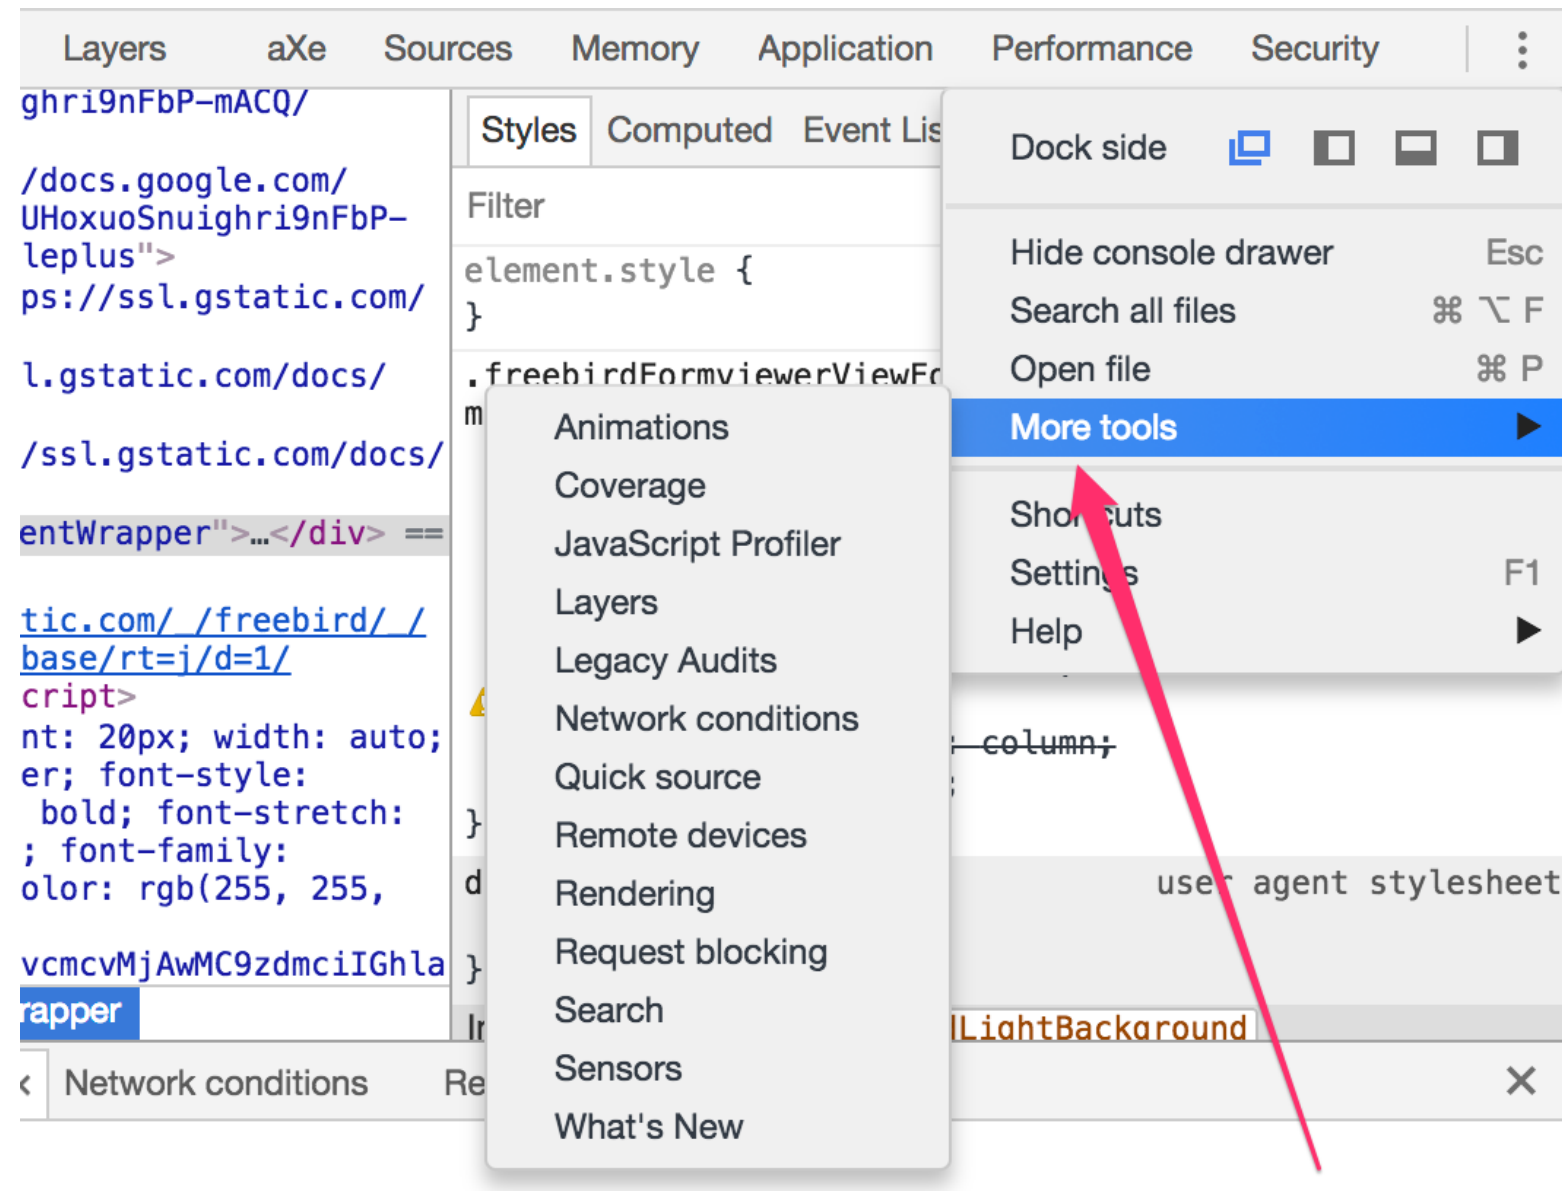 Layers aXe Sources Memory Application Performance Security
ghri9nFbP-mACQ/
/docs.google.com/
UHoxuoSnuighri9nFbP-
leplus">
ps://ssl.gstatic.com/
l.gstatic.com/docs/
/ssl.gstatic.com/docs/
entWrapper">…</div> ==
tic.com/_/freebird/_/
base/rt=j/d=1/
cript>
nt: 20px; width: auto;
er; font-style:
bold; font-stretch:
; font-family:
olor: rgb(255, 255,
vcmcvMjAwMC9zdmciIGhla
rapper
Styles Computed Event Lis
Filter
element.style {
}
.freebirdFormviewerViewFo
m
: column;
;
}
d
user agent stylesheet
}
In
lLightBackground
Dock side
Hide console drawer Esc
Search all files ⌘ ⌥ F
Open file ⌘ P
More tools ▶
Shortcuts
Settings F1
Help ▶
Animations
Coverage
JavaScript Profiler
Layers
Legacy Audits
Network conditions
Quick source
Remote devices
Rendering
Request blocking
Search
Sensors
What's New
Network conditions Re